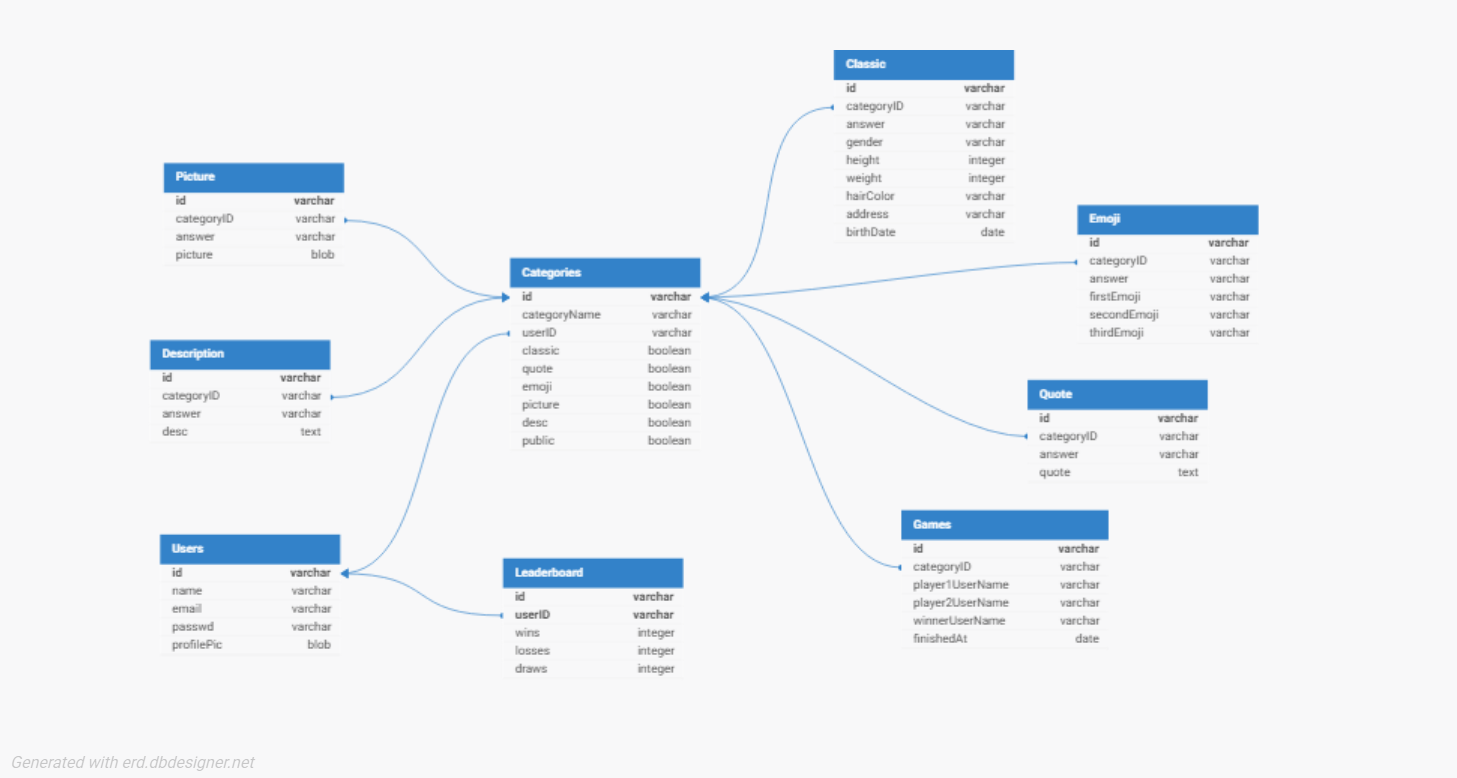 Classic
id varchar
categoryID varchar
answer varchar
gender varchar
height integer
weight integer
hairColor varchar
address varchar
birthDate date
Picture
id varchar
categoryID varchar
answer varchar
picture blob
Emoji
id varchar
categoryID varchar
answer varchar
firstEmoji varchar
secondEmoji varchar
thirdEmoji varchar
Categories
id varchar
categoryName varchar
userID varchar
classic boolean
quote boolean
emoji boolean
picture boolean
desc boolean
public boolean
Description
id varchar
categoryID varchar
answer varchar
desc text
Quote
id varchar
categoryID varchar
answer varchar
quote text
Games
id varchar
categoryID varchar
player1UserName varchar
player2UserName varchar
winnerUserName varchar
finishedAt date
Users
id varchar
name varchar
email varchar
passwd varchar
profilePic blob
Leaderboard
id varchar
userID varchar
wins integer
losses integer
draws integer
Generated with erd.dbdesigner.net